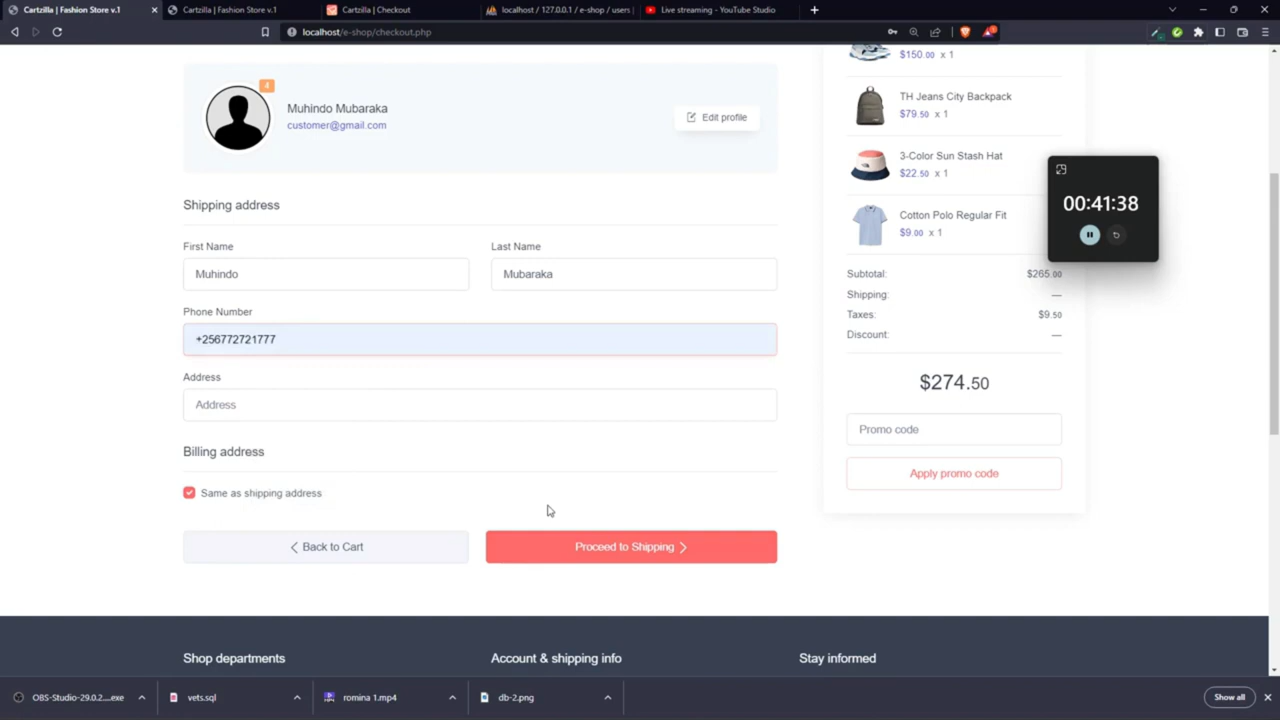 Cartzilla | Fashion Store v.1
Cartzilla | Fashion Store v.1
Cartzilla | Checkout
localhost / 127.0.0.1 / e-shop / users
Live streaming - YouTube Studio
localhost/e-shop/checkout.php
4
Muhindo Mubaraka
customer@gmail.com
Edit profile
Shipping address
First Name
Last Name
Muhindo
Mubaraka
Phone Number
+256772721777
Address
Address
Billing address
Same as shipping address
Back to Cart
Proceed to Shipping
$150.00 x 1
TH Jeans City Backpack
$79.50 x 1
3-Color Sun Stash Hat
$22.50 x 1
Cotton Polo Regular Fit
$9.00 x 1
Subtotal: $265.00
Shipping: —
Taxes: $9.50
Discount: —
$274.50
Promo code
Apply promo code
00:41:38
Shop departments
Account & shipping info
Stay informed
OBS-Studio-29.0.2....exe
vets.sql
romina 1.mp4
db-2.png
Show all